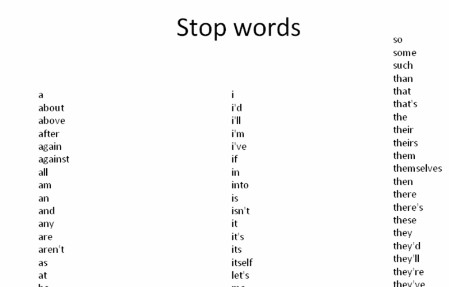 Stop words
a
about
above
after
again
against
all
am
an
and
any
are
aren't
as
at
i
i'd
i'll
i'm
i've
if
in
into
is
isn't
it
it's
its
itself
let's
so
some
such
than
that
that's
the
their
theirs
them
themselves
then
there
there's
these
they
they'd
they'll
they're
they've